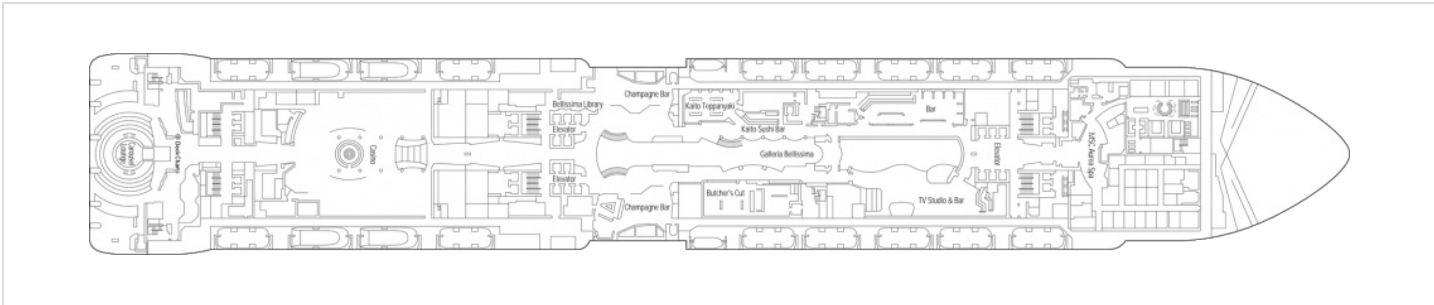 Champagne Bar
Bellissima Library
Kaito Teppanyaki
Bar
Elevator
Kaito Sushi Bar
Carousel
Lounge
Casino
Galleria Bellissima
Elevator
MSC Aurea Spa
Elevator
Butcher's Cut
TV Studio & Bar
Champagne Bar